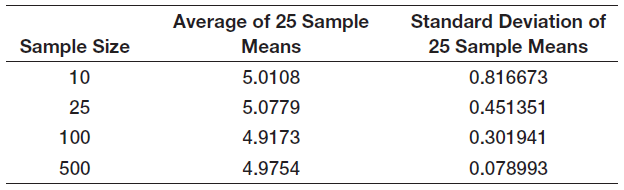 Average of 25 Sample Standard Deviation of
Sample Size Means 25 Sample Means
10 5.0108 0.816673
25 5.0779 0.451351
100 4.9173 0.301941
500 4.9754 0.078993